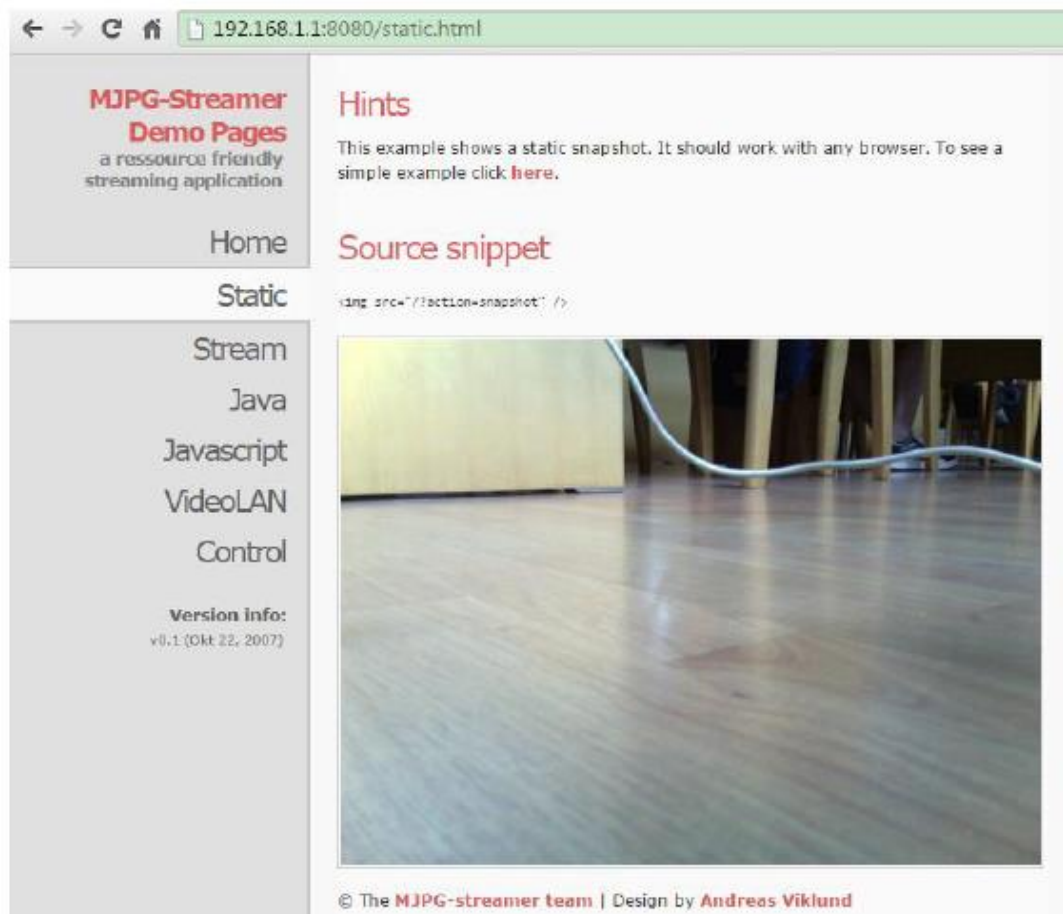 192.168.1.1:8080/static.html
MJPG-Streamer
Demo Pages
a ressource friendly
streaming application
Home
Static
Stream
Java
Javascript
VideoLAN
Control
Version info:
v0.1 (Okt 22, 2007)
Hints
This example shows a static snapshot. It should work with any browser. To see a
simple example click here.
Source snippet
<img src="/?action=snapshot" />
© The MJPG-streamer team | Design by Andreas Viklund